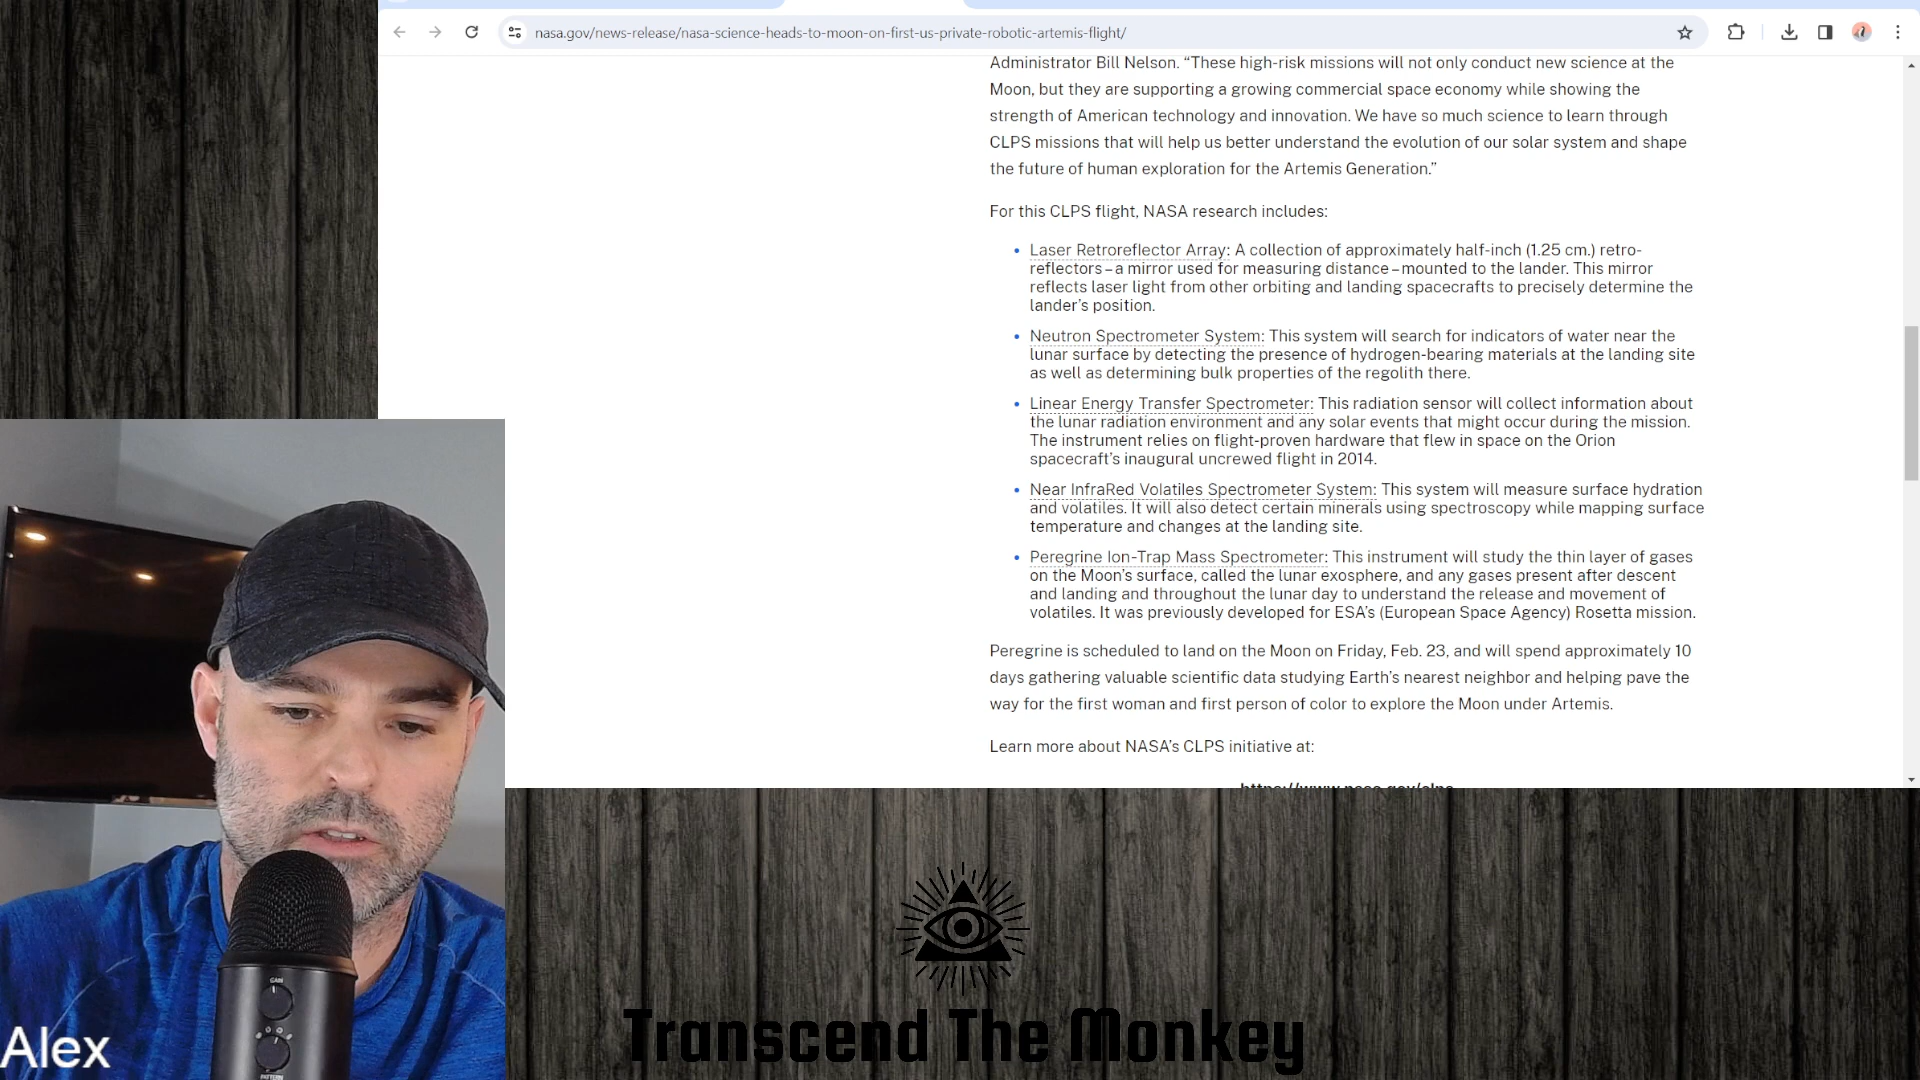 nasa.gov/news-release/nasa-science-heads-to-moon-on-first-us-private-robotic-artemis-flight/
Administrator Bill Nelson. “These high-risk missions will not only conduct new science at the
Moon, but they are supporting a growing commercial space economy while showing the
strength of American technology and innovation. We have so much science to learn through
CLPS missions that will help us better understand the evolution of our solar system and shape
the future of human exploration for the Artemis Generation.”
For this CLPS flight, NASA research includes:
• Laser Retroreflector Array: A collection of approximately half-inch (1.25 cm.) retro-
reflectors – a mirror used for measuring distance – mounted to the lander. This mirror
reflects laser light from other orbiting and landing spacecrafts to precisely determine the
lander’s position.
• Neutron Spectrometer System: This system will search for indicators of water near the
lunar surface by detecting the presence of hydrogen-bearing materials at the landing site
as well as determining bulk properties of the regolith there.
• Linear Energy Transfer Spectrometer: This radiation sensor will collect information about
the lunar radiation environment and any solar events that might occur during the mission.
The instrument relies on flight-proven hardware that flew in space on the Orion
spacecraft’s inaugural uncrewed flight in 2014.
• Near InfraRed Volatiles Spectrometer System: This system will measure surface hydration
and volatiles. It will also detect certain minerals using spectroscopy while mapping surface
temperature and changes at the landing site.
• Peregrine Ion-Trap Mass Spectrometer: This instrument will study the thin layer of gases
on the Moon’s surface, called the lunar exosphere, and any gases present after descent
and landing and throughout the lunar day to understand the release and movement of
volatiles. It was previously developed for ESA’s (European Space Agency) Rosetta mission.
Peregrine is scheduled to land on the Moon on Friday, Feb. 23, and will spend approximately 10
days gathering valuable scientific data studying Earth’s nearest neighbor and helping pave the
way for the first woman and first person of color to explore the Moon under Artemis.
Learn more about NASA’s CLPS initiative at:
https://www.nasa.gov/clps
GAIN
PATTERN
Alex
Transcend The Monkey